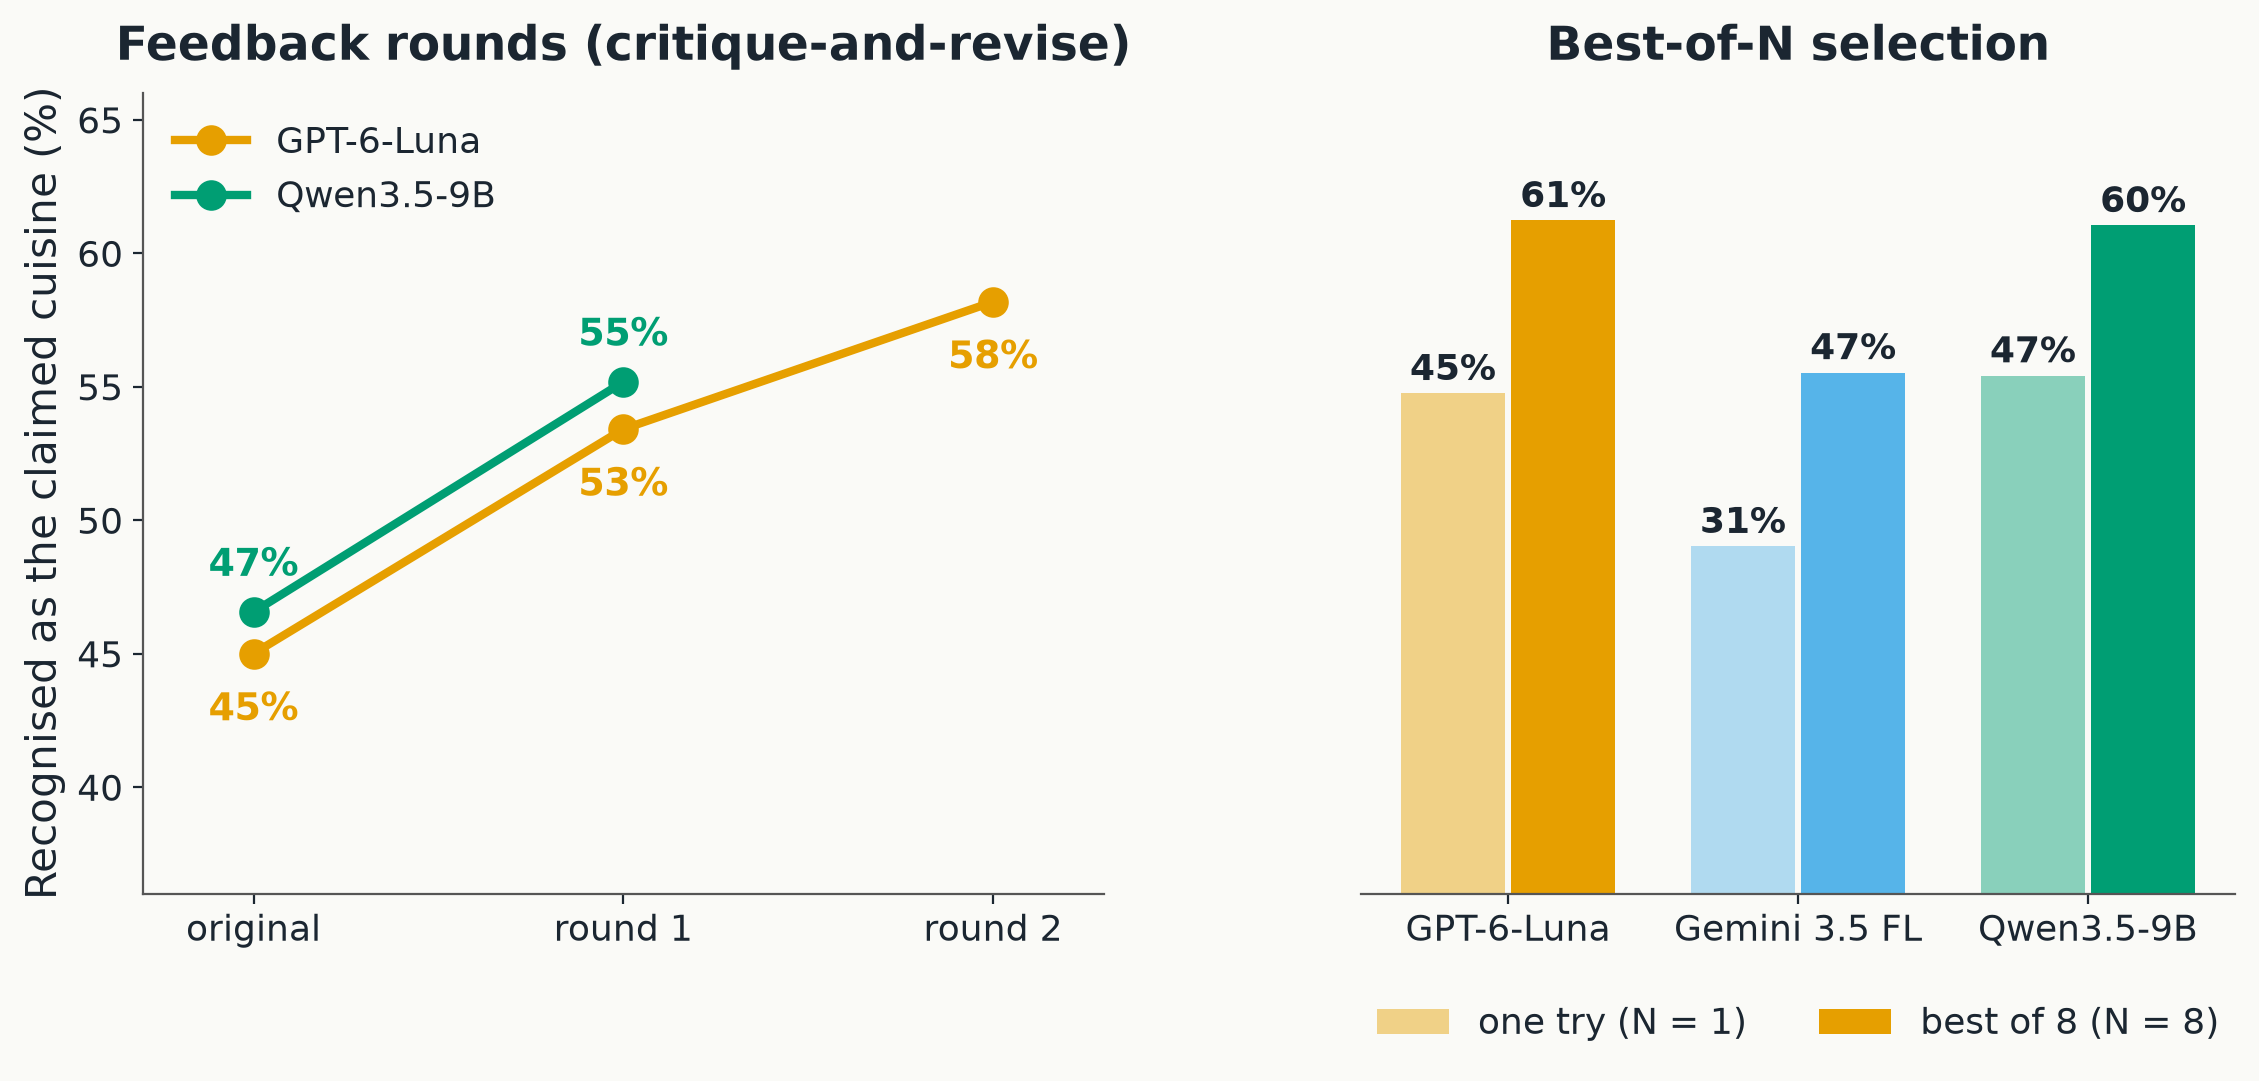 Feedback rounds (critique-and-revise)
Recognised as the claimed cuisine (%)
65
60
55
50
45
40
GPT-6-Luna
Qwen3.5-9B
47%
45%
55%
53%
58%
original
round 1
round 2
Best-of-N selection
45%
61%
31%
47%
47%
60%
GPT-6-Luna
Gemini 3.5 FL
Qwen3.5-9B
one try (N = 1)
best of 8 (N = 8)